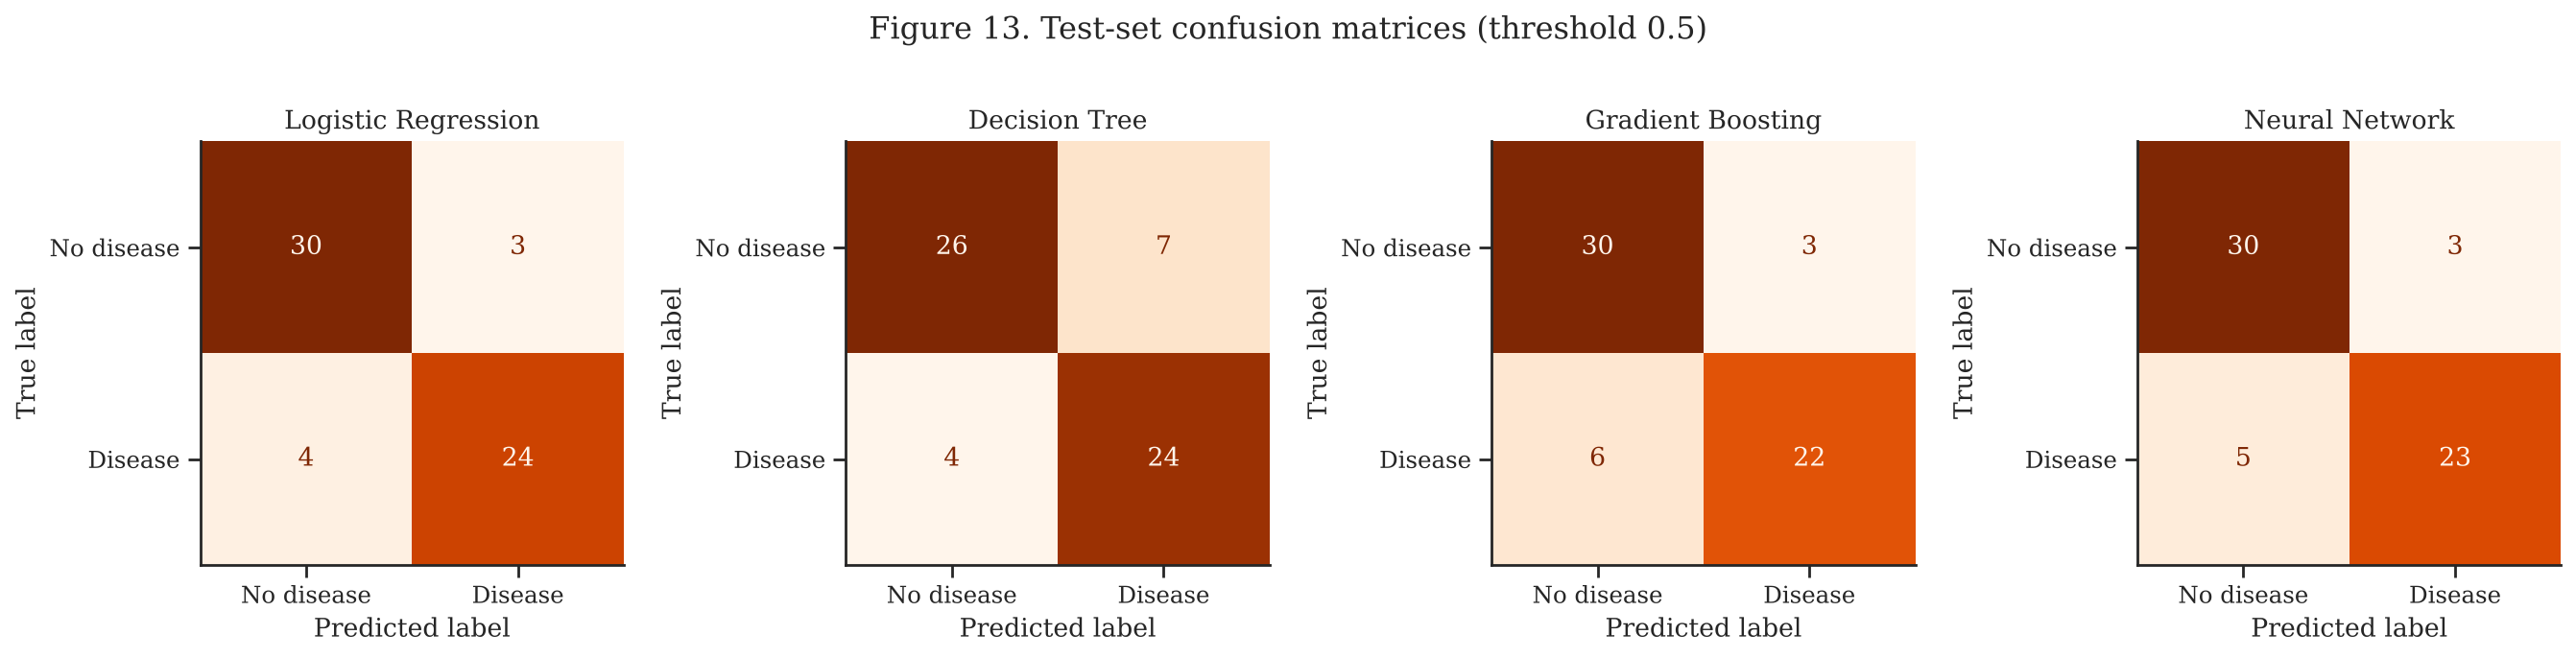 Figure 13. Test-set confusion matrices (threshold 0.5)
Logistic Regression
True label
No disease
30
3
Disease
4
24
No disease
Disease
Predicted label
Decision Tree
True label
No disease
26
7
Disease
4
24
No disease
Disease
Predicted label
Gradient Boosting
True label
No disease
30
3
Disease
6
22
No disease
Disease
Predicted label
Neural Network
True label
No disease
30
3
Disease
5
23
No disease
Disease
Predicted label